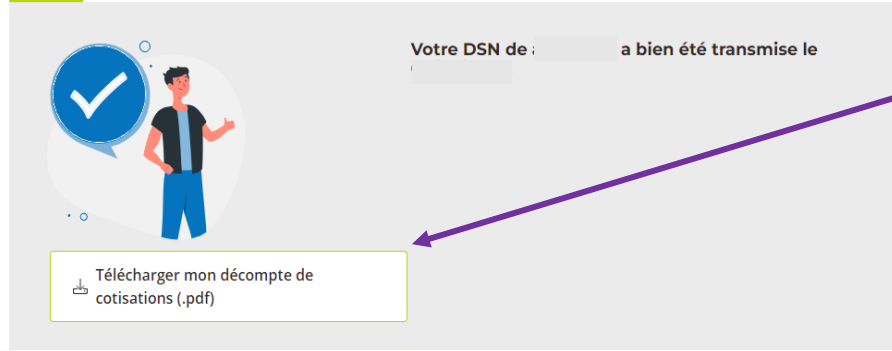 Votre DSN de a bien été transmise le
Télécharger mon décompte de
cotisations (.pdf)